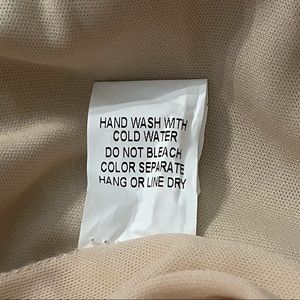 HAND WASH WITH
COLD WATER
DO NOT BLEACH
COLOR SEPARATE
HANG OR LINE DRY